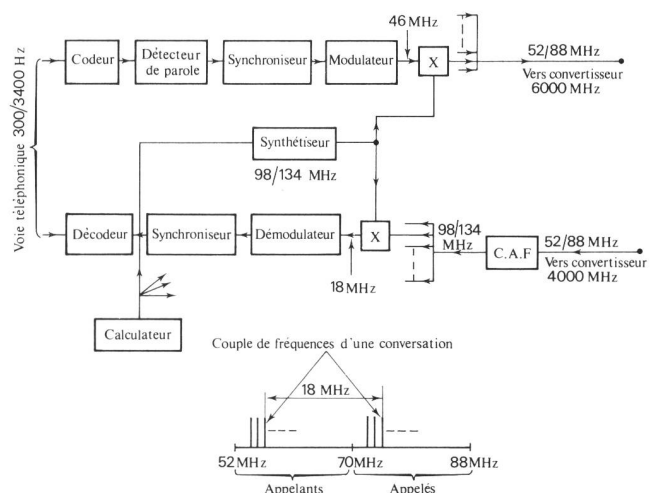 46 MHz
Codeur
Détecteur
de parole
Synchroniseur
Modulateur
X
52/88 MHz
Vers convertisseur
6000 MHz
Voie téléphonique 300/3400 Hz
Synthétiseur
98/134 MHz
Décodeur
Synchroniseur
Démodulateur
X
18 MHz
98/134
MHz
C.A.F
52/88 MHz
Vers convertisseur
4000 MHz
Calculateur
Couple de fréquences d'une conversation
18 MHz
52 MHz
70 MHz
88 MHz
Appelants
Appelés